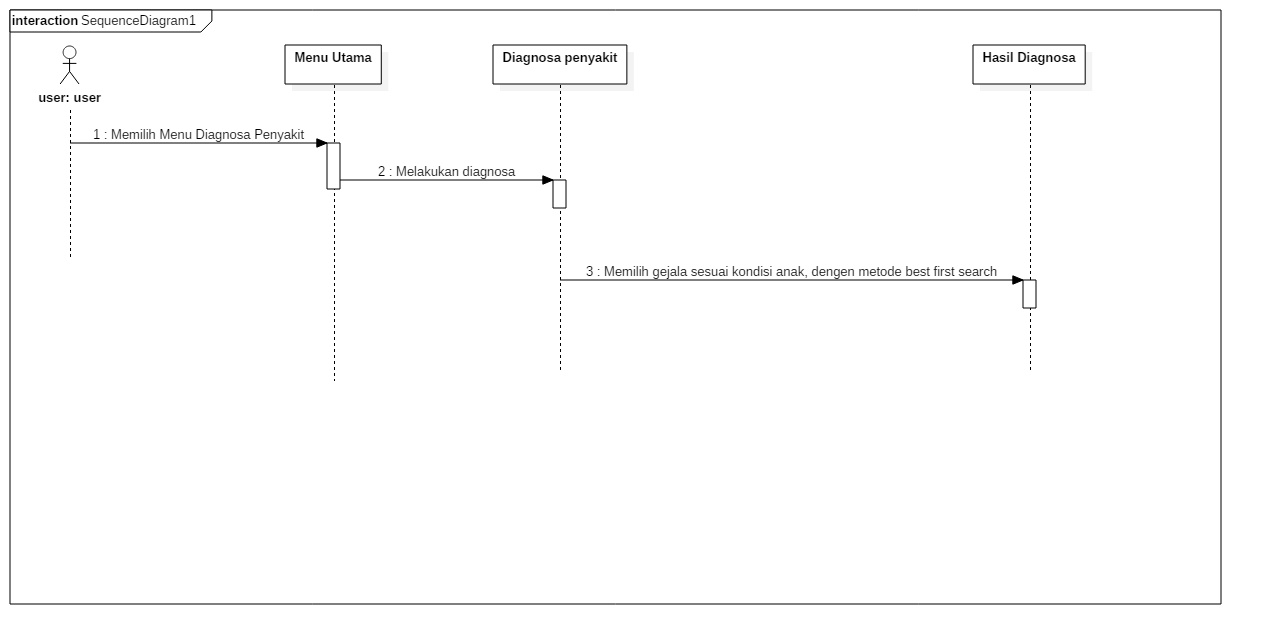 interaction SequenceDiagram1
user: user
Menu Utama
Diagnosa penyakit
Hasil Diagnosa
1 : Memilih Menu Diagnosa Penyakit
2 : Melakukan diagnosa
3 : Memilih gejala sesuai kondisi anak, dengen metode best first search